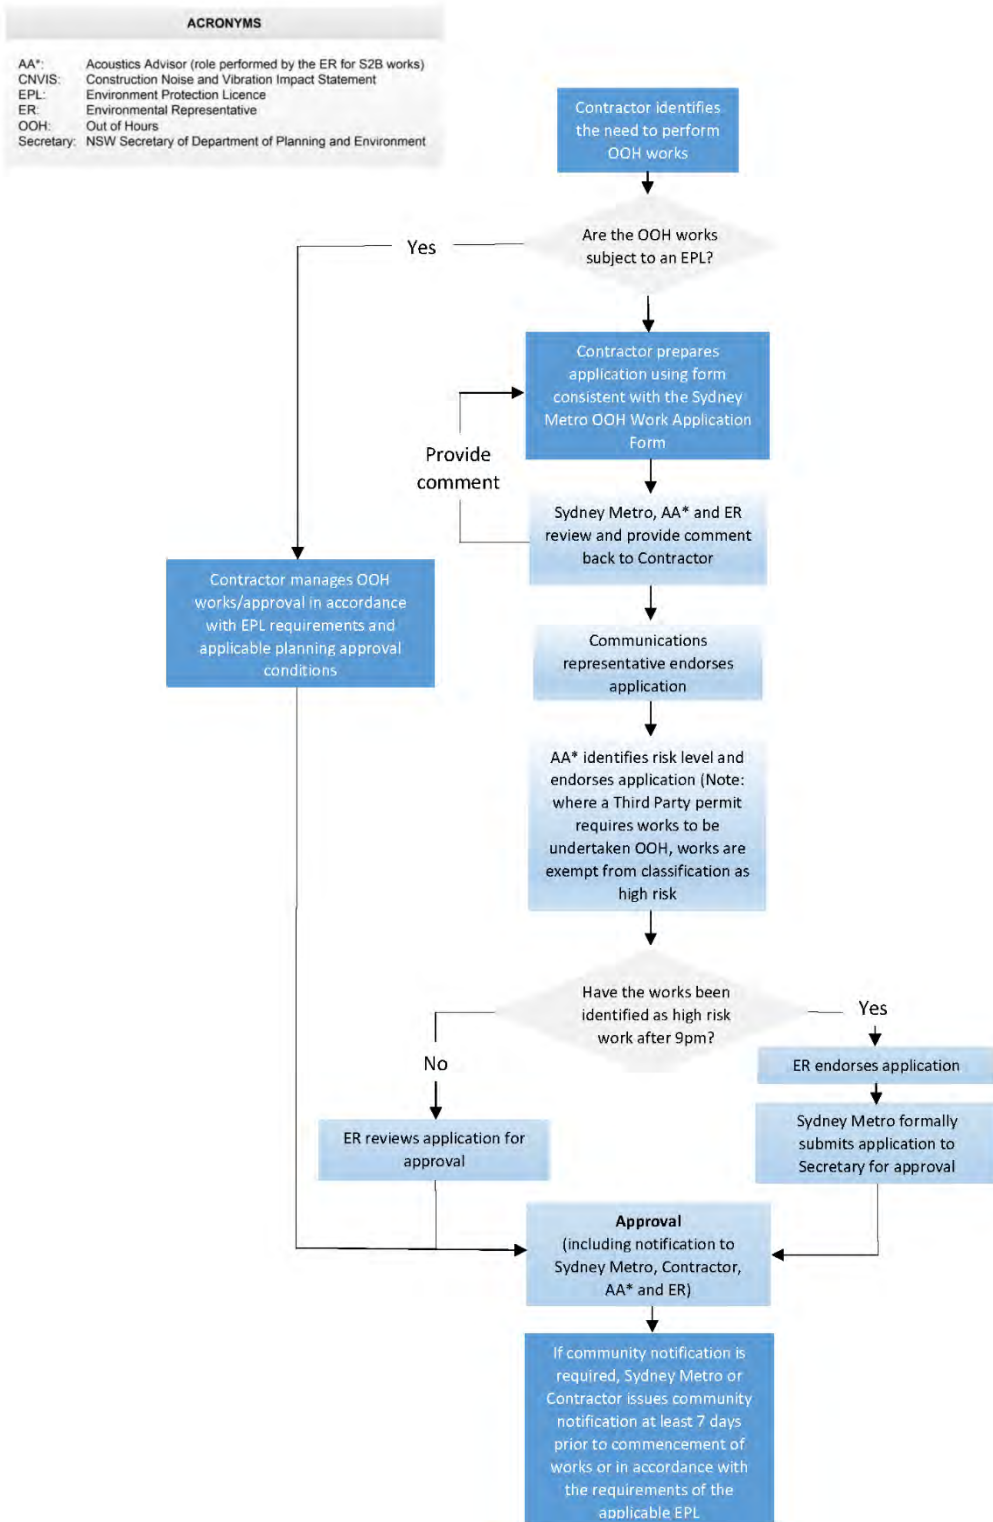 ACRONYMS
AA*: Acoustics Advisor (role performed by the ER for S2B works)
CNVIS: Construction Noise and Vibration Impact Statement
EPL: Environment Protection Licence
ER: Environmental Representative
OOH: Out of Hours
Secretary: NSW Secretary of Department of Planning and Environment
Contractor identifies
the need to perform
OOH works
Are the OOH works
subject to an EPL?
Yes
Contractor prepares
application using form
consistent with the Sydney
Metro OOH Work Application
Form
Provide
comment
Sydney Metro, AA* and ER
review and provide comment
back to Contractor
Contractor manages OOH
works/approval in accordance
with EPL requirements and
applicable planning approval
conditions
Communications
representative endorses
application
AA* identifies risk level and
endorses application (Note:
where a Third Party permit
requires works to be
undertaken OOH, works are
exempt from classification as
high risk
Have the works been
identified as high risk
work after 9pm?
Yes
No
ER endorses application
ER reviews application for
approval
Sydney Metro formally
submits application to
Secretary for approval
Approval
(including notification to
Sydney Metro, Contractor,
AA* and ER)
If community notification is
required, Sydney Metro or
Contractor issues community
notification at least 7 days
prior to commencement of
works or in accordance with
the requirements of the
applicable EPL